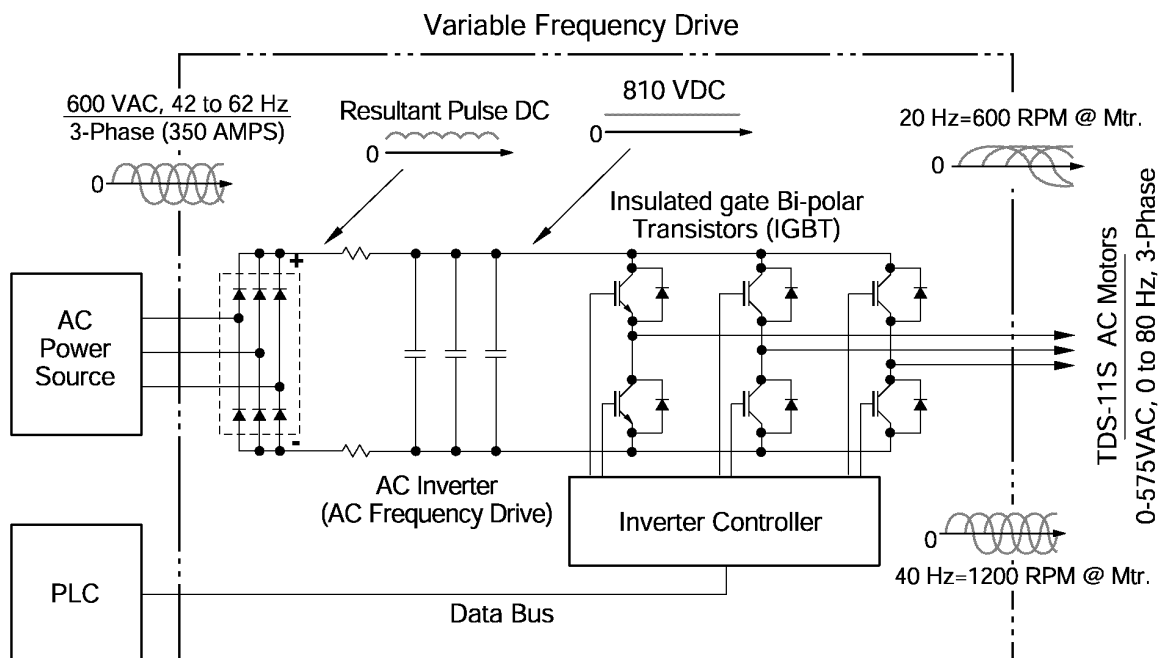 Variable Frequency Drive
600 VAC, 42 to 62 Hz
3-Phase (350 AMPS)
0
Resultant Pulse DC
0
810 VDC
0
20 Hz=600 RPM @ Mtr.
0
Insulated gate Bi-polar
Transistors (IGBT)
+
AC
Power
Source
-
TDS-11S AC Motors
0-575VAC, 0 to 80 Hz, 3-Phase
AC Inverter
(AC Frequency Drive)
Inverter Controller
0
40 Hz=1200 RPM @ Mtr.
PLC
Data Bus